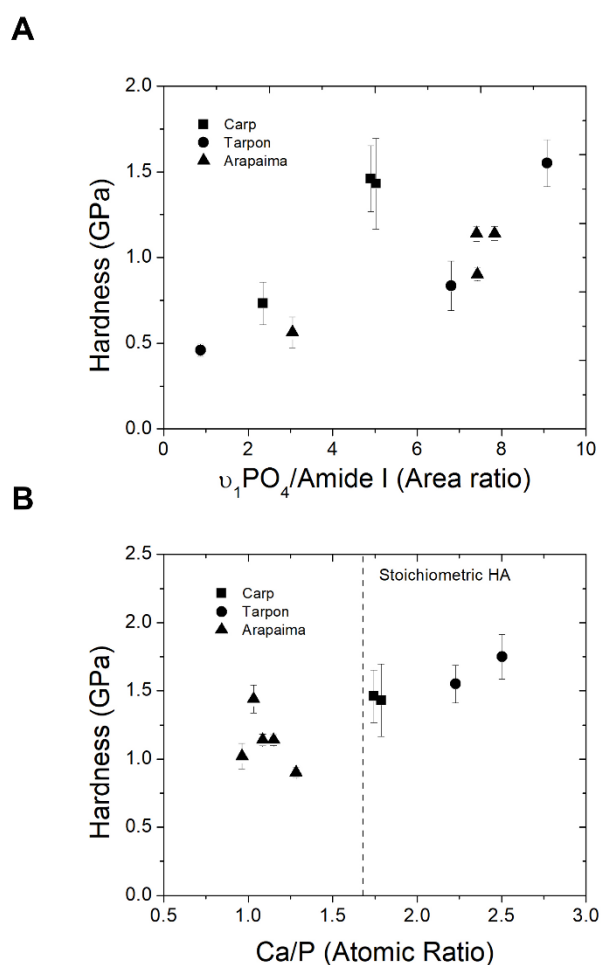 A
2.0
1.5
1.0
0.5
0.0
Hardness (GPa)
Carp
Tarpon
Arapaima
0 2 4 6 8 10
υ₁PO₄/Amide I (Area ratio)
B
2.5
2.0
1.5
1.0
0.5
0.0
Hardness (GPa)
Carp
Tarpon
Arapaima
Stoichiometric HA
0.5 1.0 1.5 2.0 2.5 3.0
Ca/P (Atomic Ratio)